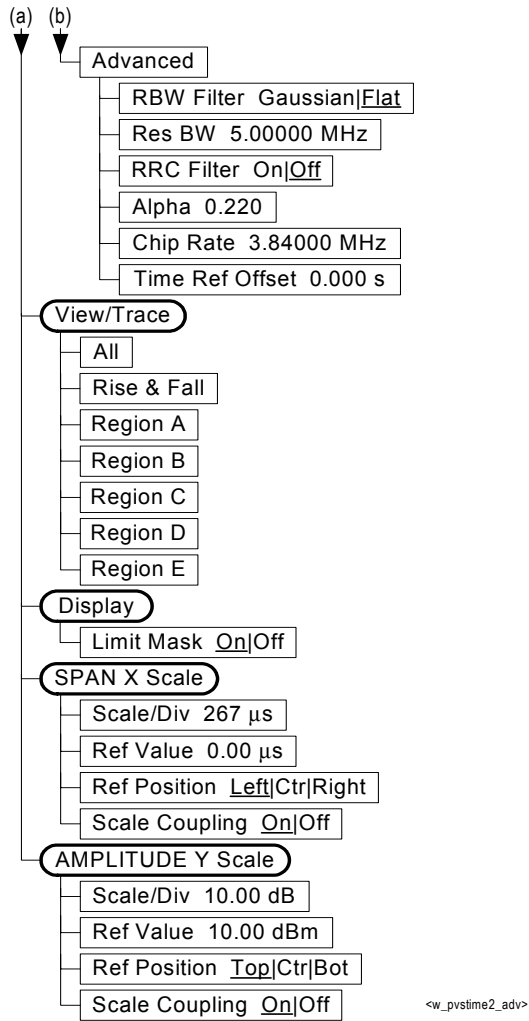 (a) (b)
Advanced
RBW Filter Gaussian|Flat
Res BW 5.00000 MHz
RRC Filter On|Off
Alpha 0.220
Chip Rate 3.84000 MHz
Time Ref Offset 0.000 s
View/Trace
All
Rise & Fall
Region A
Region B
Region C
Region D
Region E
Display
Limit Mask On|Off
SPAN X Scale
Scale/Div 267 μs
Ref Value 0.00 μs
Ref Position Left|Ctr|Right
Scale Coupling On|Off
AMPLITUDE Y Scale
Scale/Div 10.00 dB
Ref Value 10.00 dBm
Ref Position Top|Ctr|Bot
Scale Coupling On|Off
<w_pvstime2_adv>